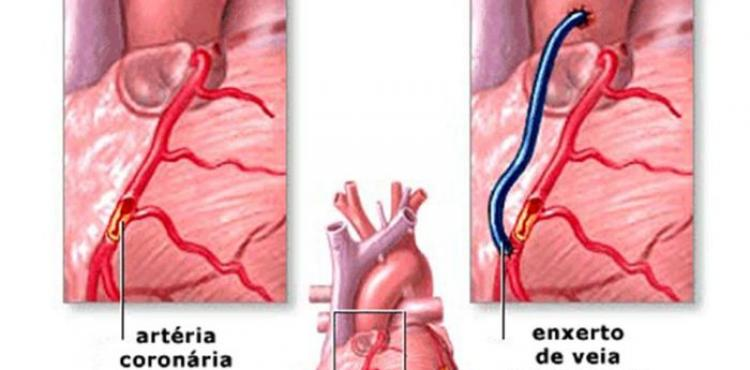 artéria
coronária
enxerto
de veia